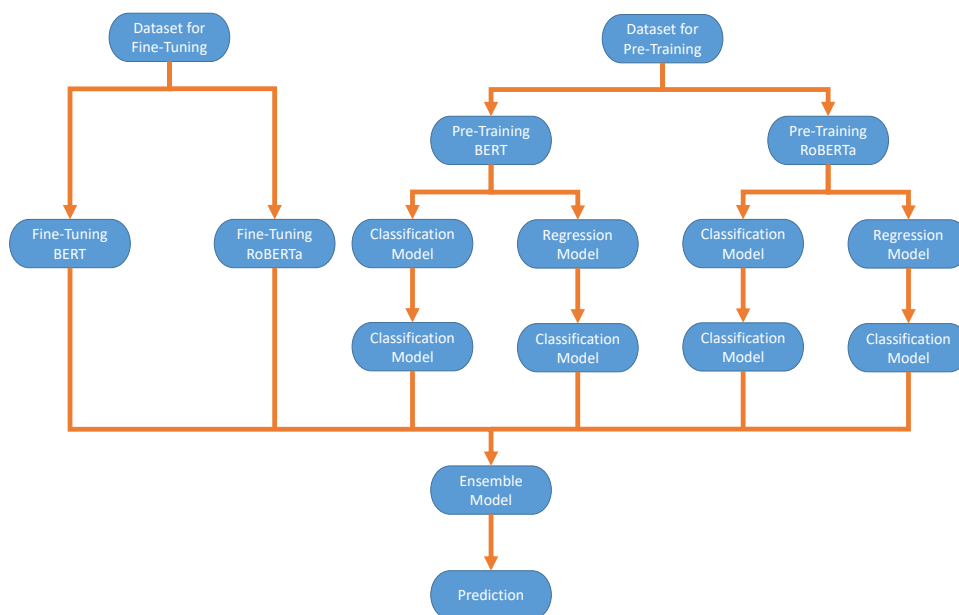 Dataset for
Fine-Tuning
Dataset for
Pre-Training
Pre-Training
BERT
Pre-Training
RoBERTa
Fine-Tuning
BERT
Fine-Tuning
RoBERTa
Classification
Model
Regression
Model
Classification
Model
Regression
Model
Classification
Model
Classification
Model
Classification
Model
Classification
Model
Ensemble
Model
Prediction